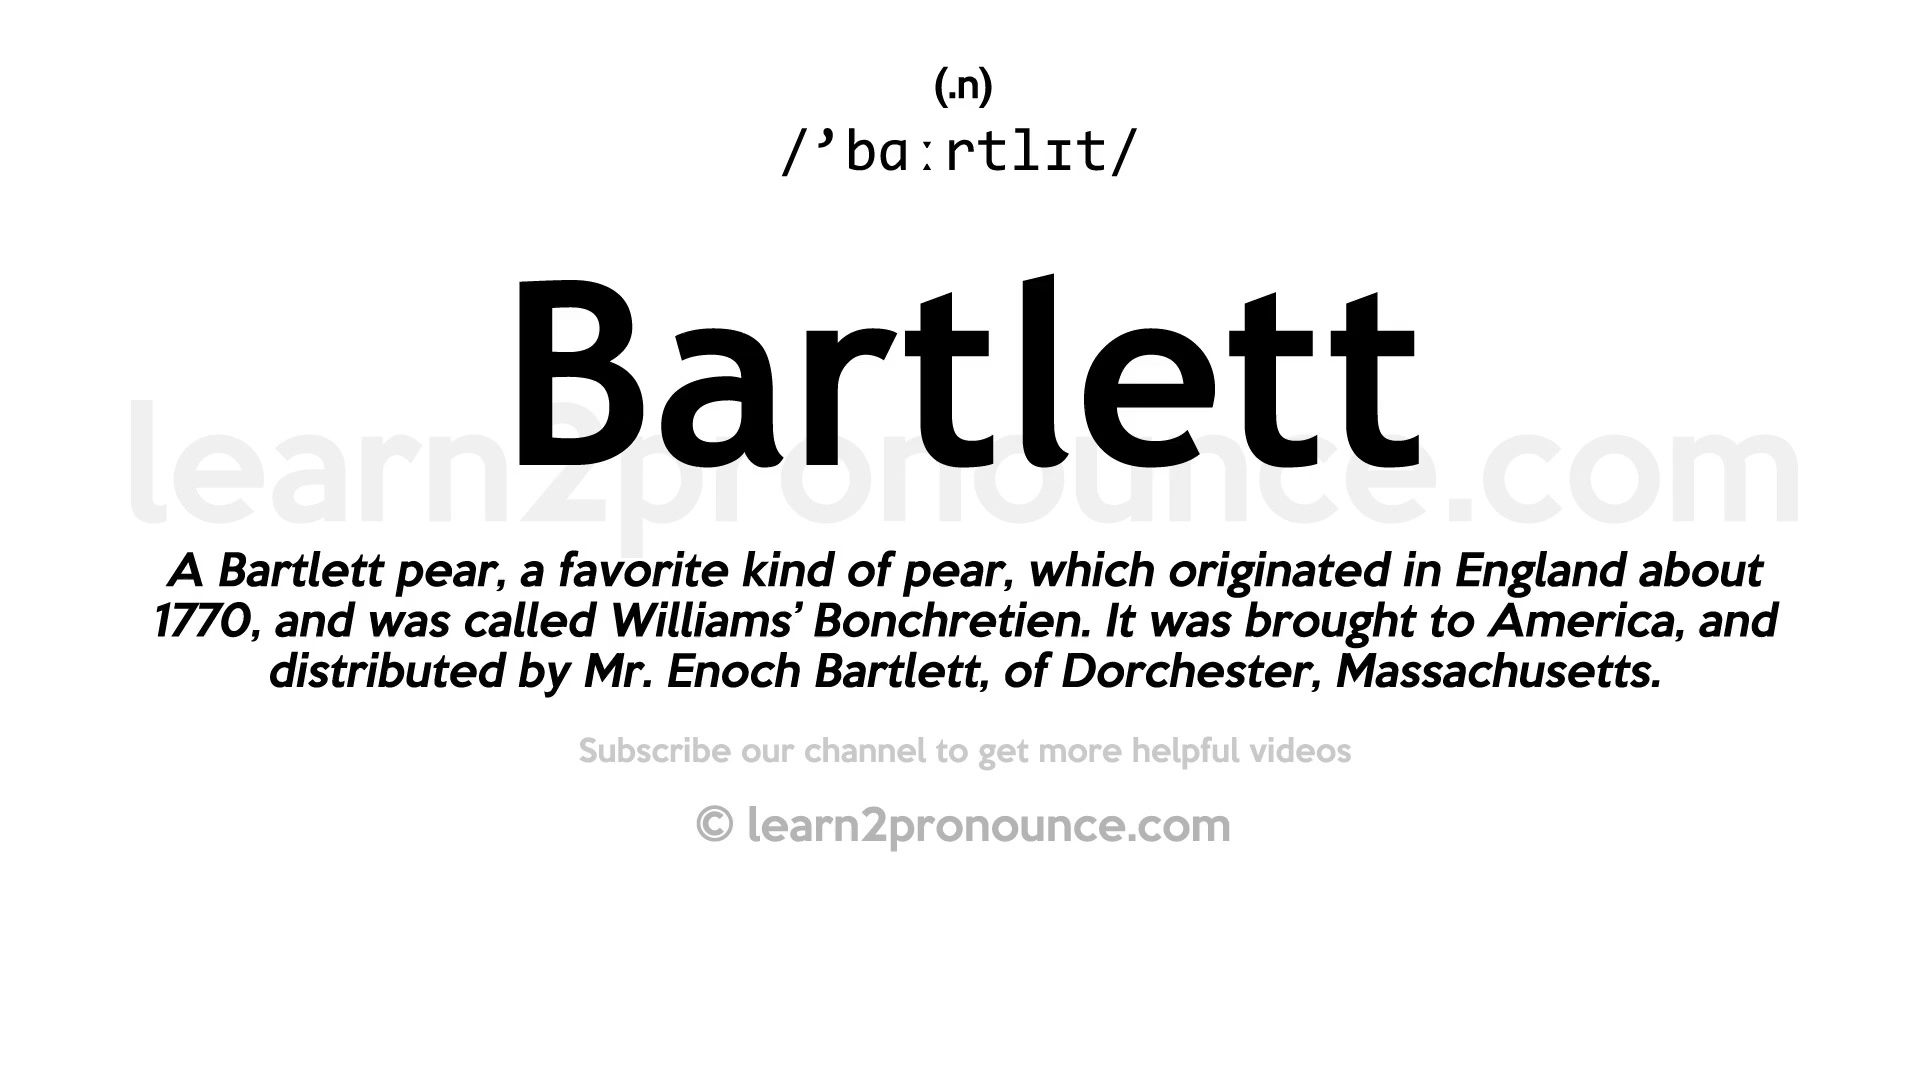 (.n)
/’bɑːrtlɪt/
Bartlett
learn2pronounce.com
A Bartlett pear, a favorite kind of pear, which originated in England about
1770, and was called Williams’ Bonchretien. It was brought to America, and
distributed by Mr. Enoch Bartlett, of Dorchester, Massachusetts.
Subscribe our channel to get more helpful videos
© learn2pronounce.com